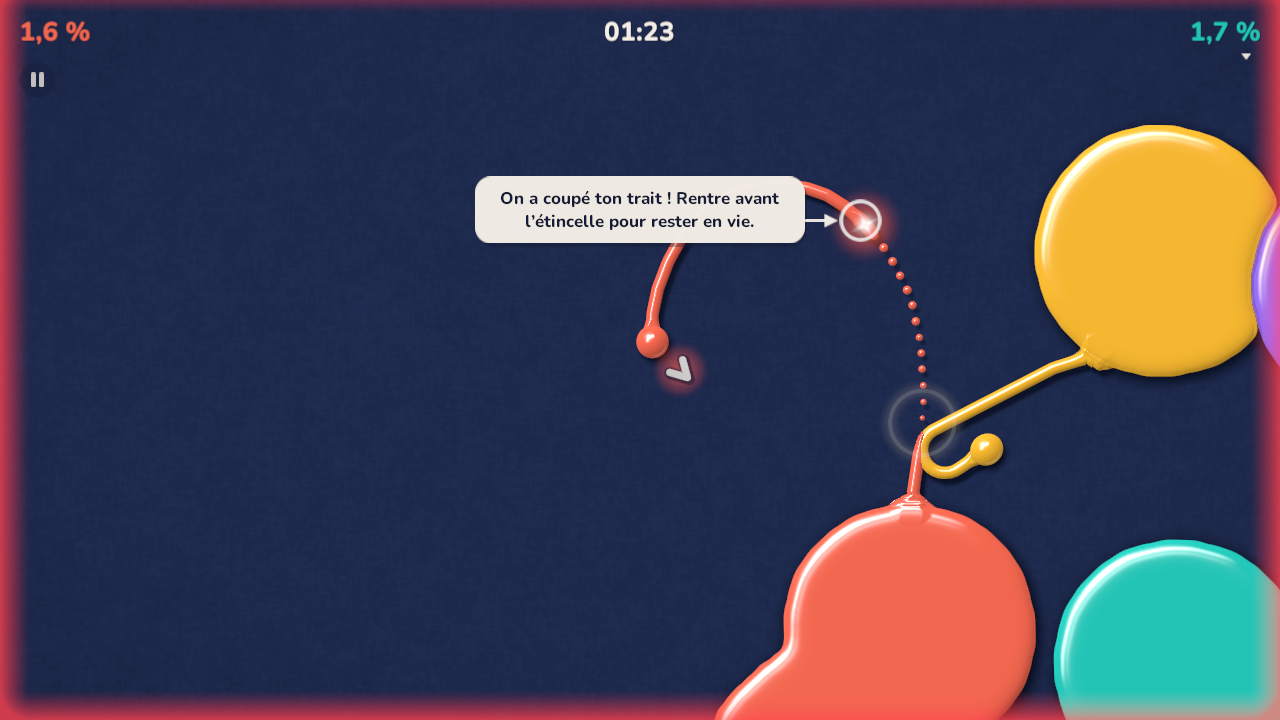 1,6 %
01:23
1,7 %
On a coupé ton trait ! Rentre avant
l'étincelle pour rester en vie.